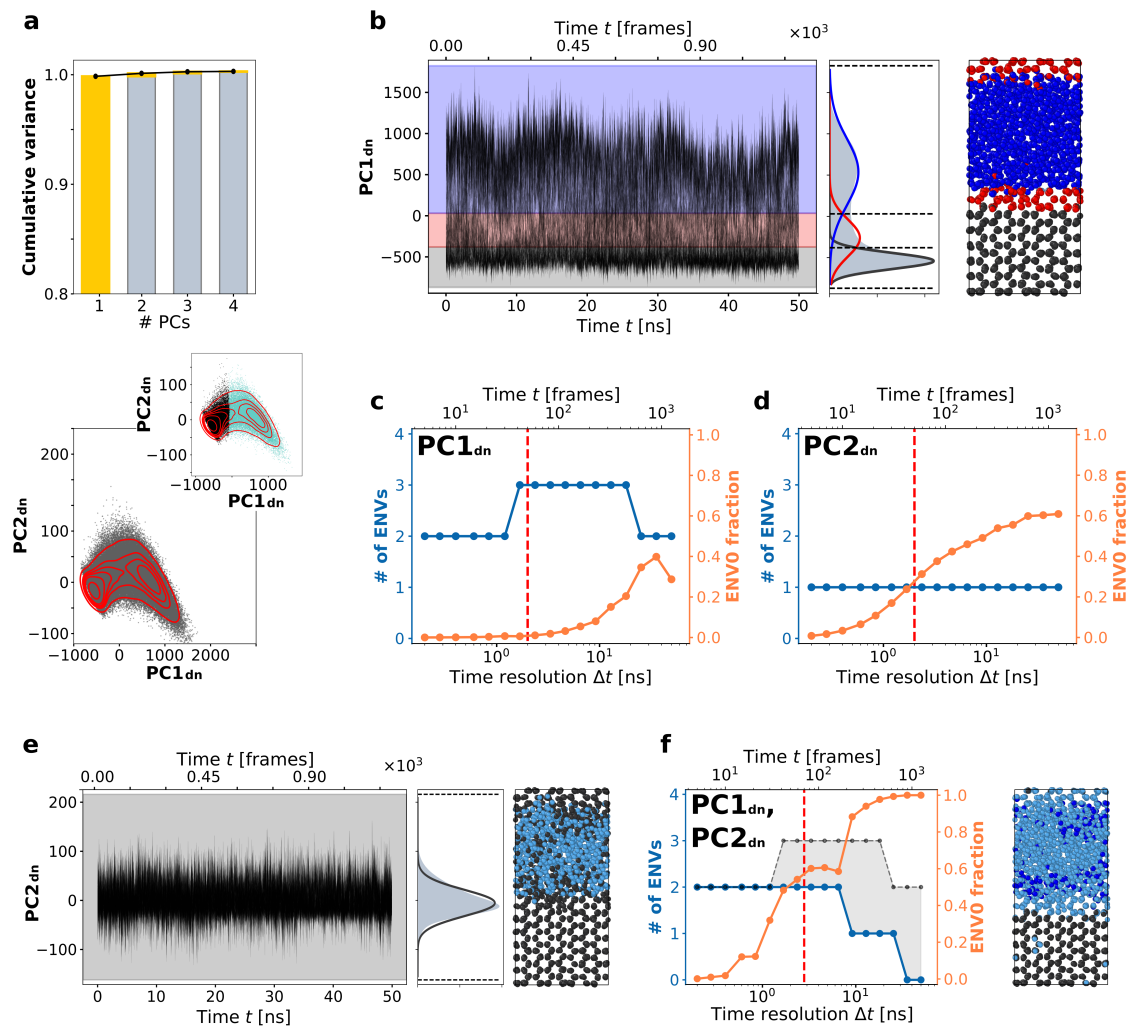 a
Cumulative variance
1.0
0.9
0.8
1 2 3 4
# PCs
b
Time t [frames]
×10³
0.00 0.45 0.90
PC1dn
1500
1000
500
0
−500
0 10 20 30 40 50
Time t [ns]
PC2dn
100
0
−100
−1000 0 1000
PC1dn
PC2dn
200
100
0
−100
−1000 0 1000 2000
PC1dn
c
Time t [frames]
10¹ 10² 10³
PC1dn
# of ENVs
4
3
2
1
0
1.0
0.8
0.6
0.4
0.2
0.0
ENV0 fraction
10⁰ 10¹
Time resolution Δt [ns]
d
Time t [frames]
10¹ 10² 10³
PC2dn
# of ENVs
4
3
2
1
0
1.0
0.8
0.6
0.4
0.2
0.0
ENV0 fraction
10⁰ 10¹
Time resolution Δt [ns]
e
Time t [frames]
×10³
0.00 0.45 0.90
PC2dn
200
100
0
−100
0 10 20 30 40 50
Time t [ns]
f
Time t [frames]
10¹ 10² 10³
PC1dn,
PC2dn
# of ENVs
4
3
2
1
0
1.0
0.8
0.6
0.4
0.2
0.0
ENV0 fraction
10⁰ 10¹
Time resolution Δt [ns]